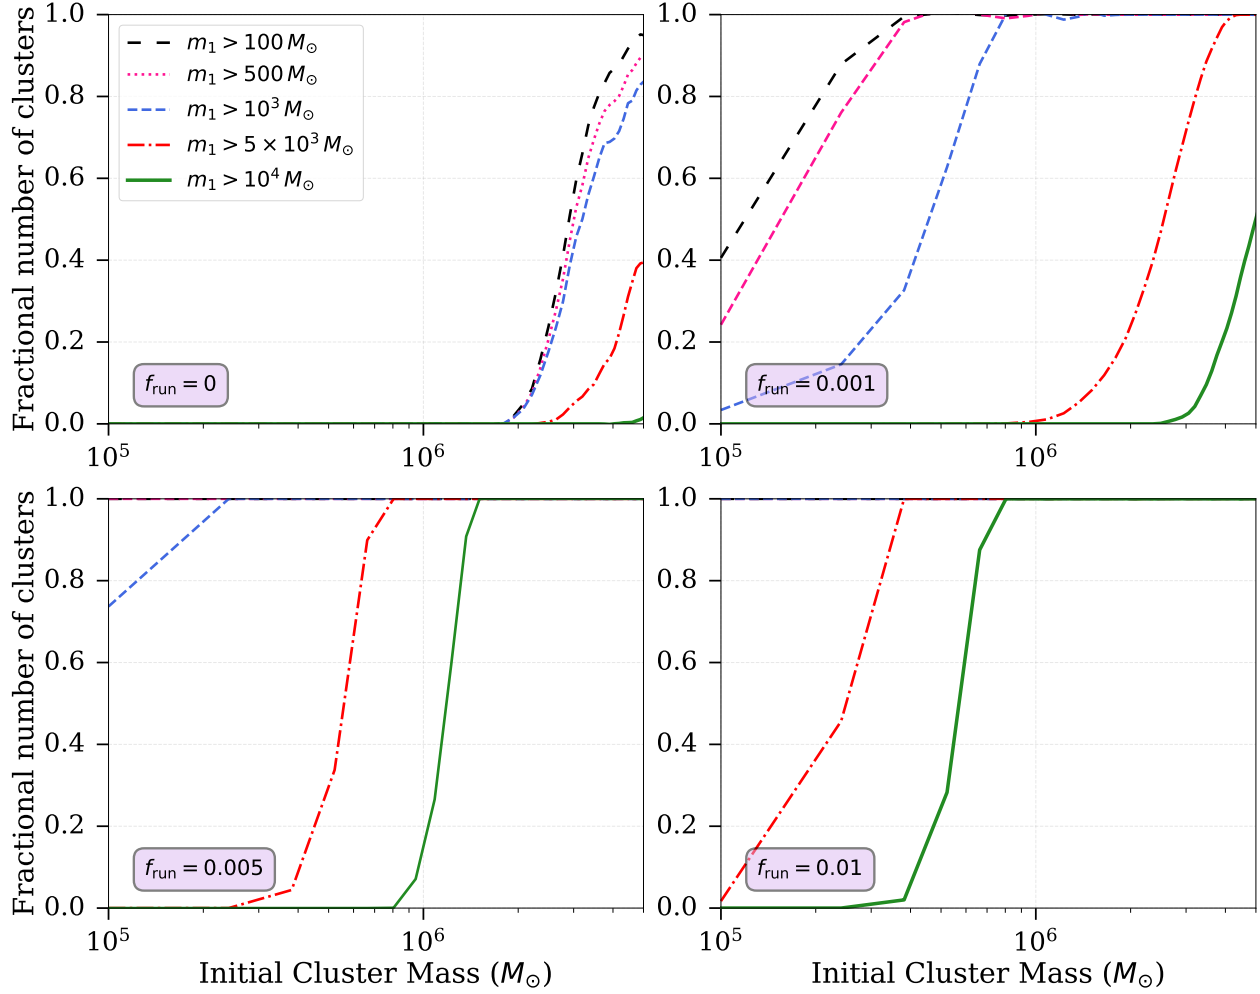 Fractional number of clusters
1.0
0.8
0.6
0.4
0.2
0.0
m₁ > 100 M⊙
m₁ > 500 M⊙
m₁ > 10³ M⊙
m₁ > 5 × 10³ M⊙
m₁ > 10⁴ M⊙
f_run = 0
10⁵
10⁶
1.0
0.8
0.6
0.4
0.2
0.0
f_run = 0.001
10⁵
10⁶
Fractional number of clusters
1.0
0.8
0.6
0.4
0.2
0.0
f_run = 0.005
10⁵
10⁶
Initial Cluster Mass (M⊙)
1.0
0.8
0.6
0.4
0.2
0.0
f_run = 0.01
10⁵
10⁶
Initial Cluster Mass (M⊙)